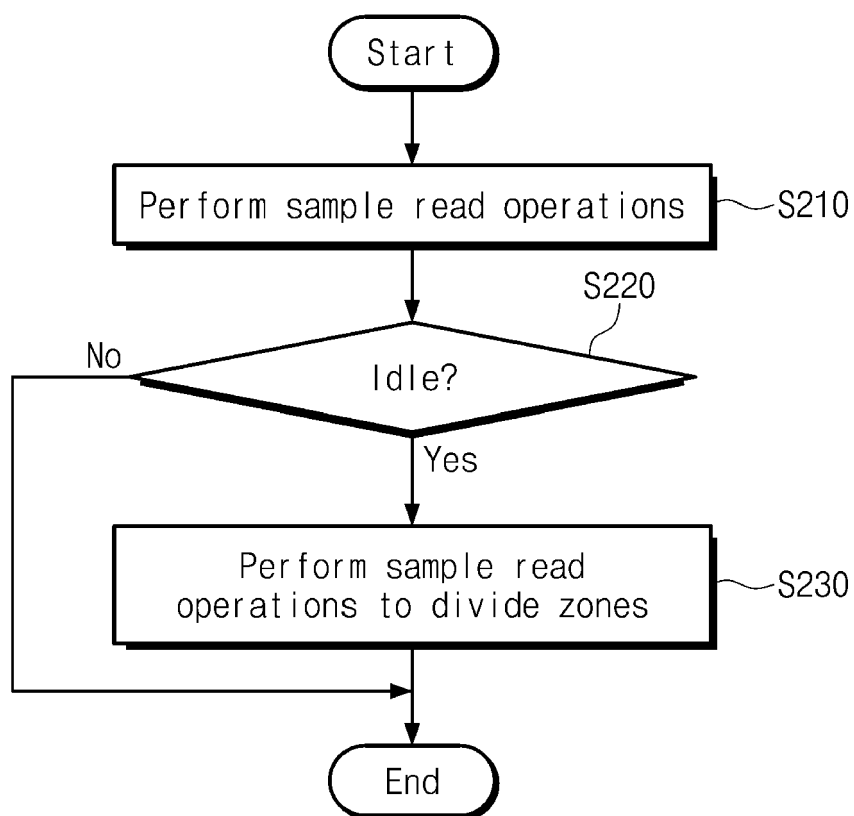 Start
Perform sample read operations
S210
S220
No
Idle?
Yes
Perform sample read
operations to divide zones
S230
End